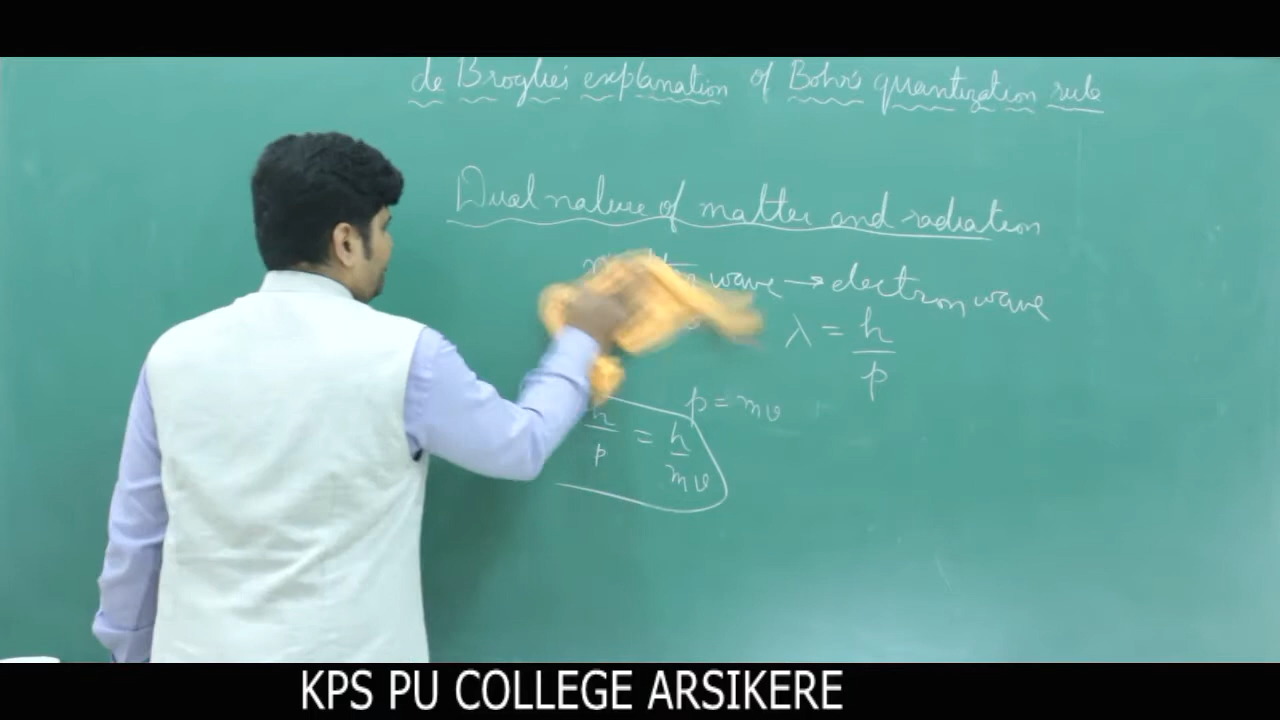 de Broglie's explanation of Bohr's quantization rule
Dual nature of matter and radiation
wave → electron wave
λ = h/p
p = mv
h/p = h/mv
KPS PU COLLEGE ARSIKERE